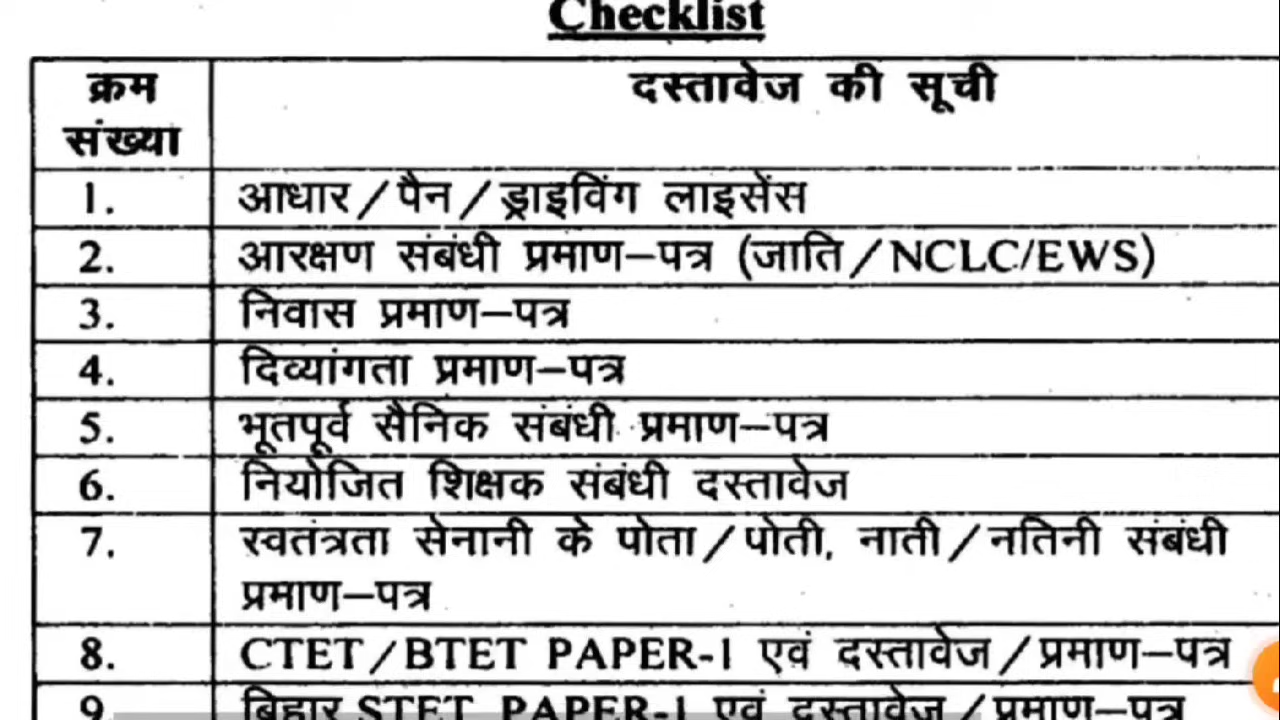 Checklist
क्रम
संख्या
दस्तावेज की सूची
1. आधार/पैन/ड्राइविंग लाइसेंस
2. आरक्षण संबंधी प्रमाण–पत्र (जाति/NCLC/EWS)
3. निवास प्रमाण–पत्र
4. दिव्यांगता प्रमाण–पत्र
5. भूतपूर्व सैनिक संबंधी प्रमाण–पत्र
6. नियोजित शिक्षक संबंधी दस्तावेज
7. स्वतंत्रता सेनानी के पोता/पोती, नाती/नतिनी संबंधी
प्रमाण–पत्र
8. CTET/BTET PAPER-1 एवं दस्तावेज/प्रमाण–पत्र
9. बिहार STET PAPER-1 एवं दस्तावेज/प्रमाण–पत्र